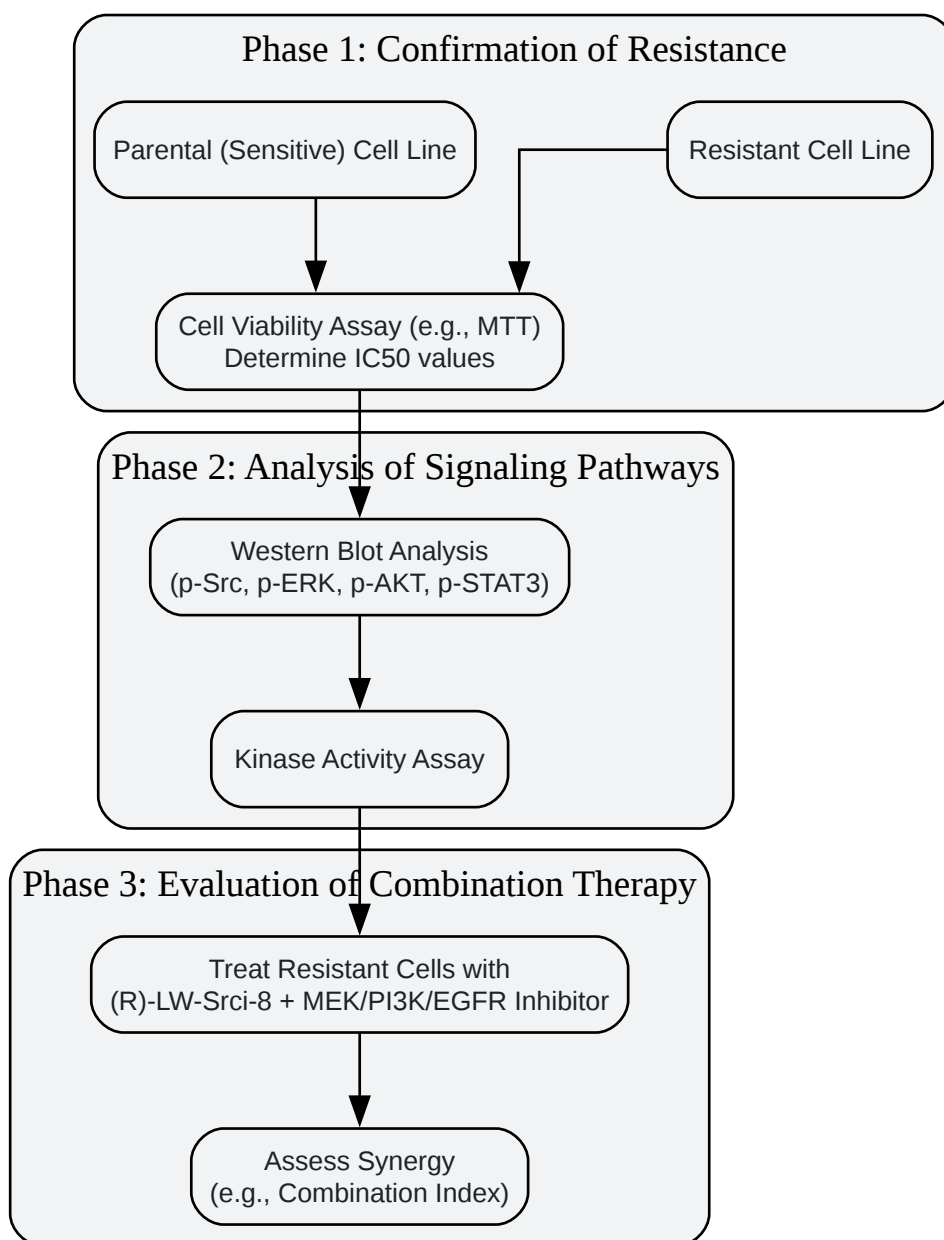 Phase 1: Confirmation of Resistance
Parental (Sensitive) Cell Line
Resistant Cell Line
Cell Viability Assay (e.g., MTT)
Determine IC50 values
Phase 2: Analysis of Signaling Pathways
Western Blot Analysis
(p-Src, p-ERK, p-AKT, p-STAT3)
Kinase Activity Assay
Phase 3: Evaluation of Combination Therapy
Treat Resistant Cells with
(R)-LW-Srci-8 + MEK/PI3K/EGFR Inhibitor
Assess Synergy
(e.g., Combination Index)